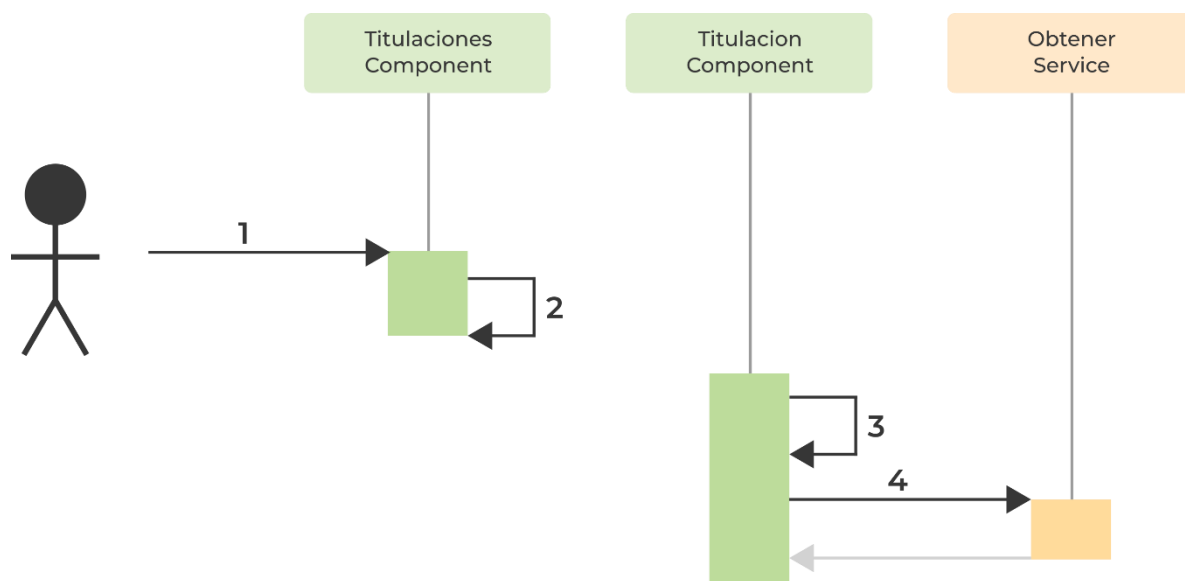 Titulaciones
Component
Titulacion
Component
Obtener
Service
1
2
3
4